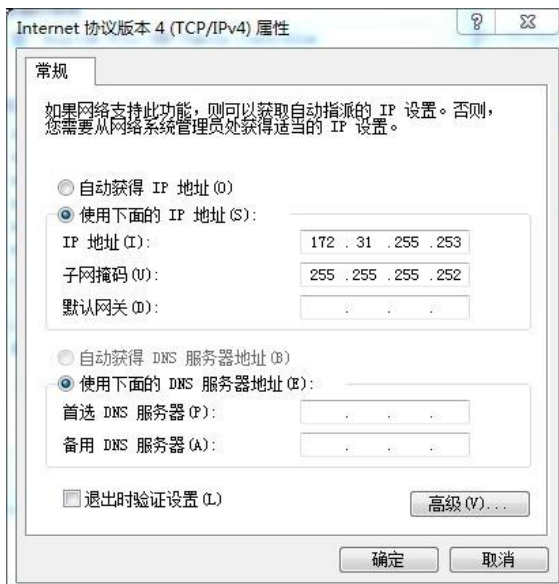 Internet 协议版本 4 (TCP/IPv4) 属性
常规
如果网络支持此功能，则可以获取自动指派的 IP 设置。否则，
您需要从网络系统管理员处获得适当的 IP 设置。
自动获得 IP 地址(O)
使用下面的 IP 地址(S):
IP 地址(I): 172 . 31 .255 .253
子网掩码(U): 255 .255 .255 .252
默认网关(D): . . .
自动获得 DNS 服务器地址(B)
使用下面的 DNS 服务器地址(E):
首选 DNS 服务器(P): . . .
备用 DNS 服务器(A): . . .
退出时验证设置(L)
高级(V)...
确定 取消